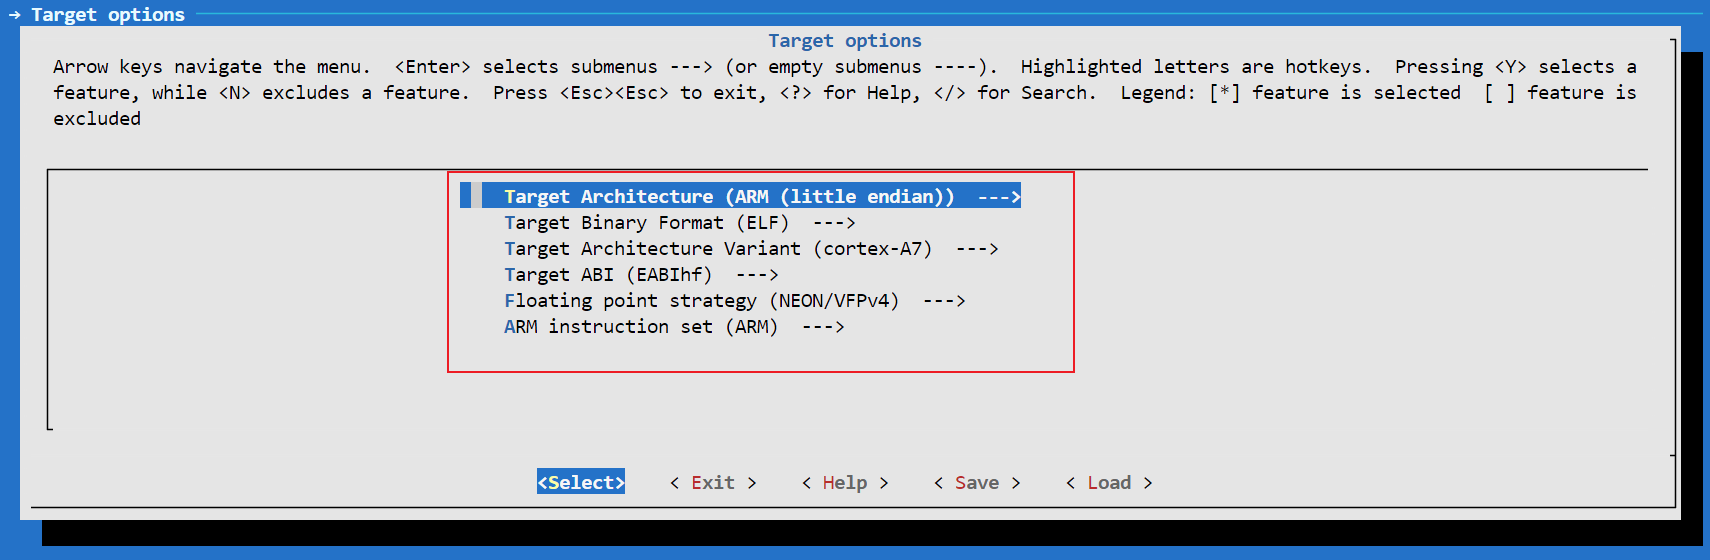 → Target options
Target options
Arrow keys navigate the menu.  <Enter> selects submenus ---> (or empty submenus ----).  Highlighted letters are hotkeys.  Pressing <Y> selects a
feature, while <N> excludes a feature.  Press <Esc><Esc> to exit, <?> for Help, </> for Search.  Legend: [*] feature is selected  [ ] feature is
excluded
Target Architecture (ARM (little endian))  --->
Target Binary Format (ELF)  --->
Target Architecture Variant (cortex-A7)  --->
Target ABI (EABIhf)  --->
Floating point strategy (NEON/VFPv4)  --->
ARM instruction set (ARM)  --->
<Select>    < Exit >    < Help >    < Save >    < Load >